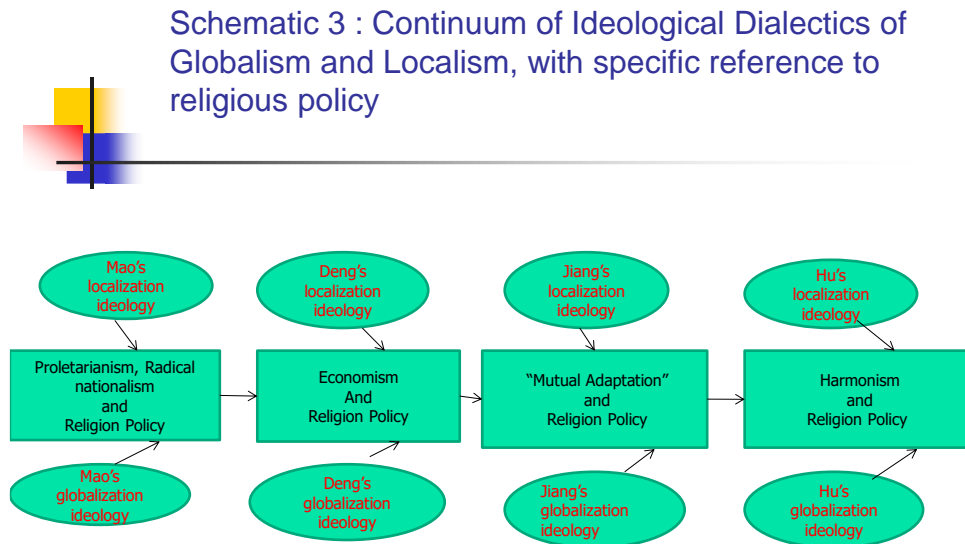 Schematic 3 : Continuum of Ideological Dialectics of
Globalism and Localism, with specific reference to
religious policy
Mao's
localization
ideology
Deng's
localization
ideology
Jiang's
localization
ideology
Hu's
localization
ideology
Proletarianism, Radical
nationalism
and
Religion Policy
Economism
And
Religion Policy
“Mutual Adaptation”
and
Religion Policy
Harmonism
and
Religion Policy
Mao's
globalization
ideology
Deng's
globalization
ideology
Jiang's
globalization
ideology
Hu's
globalization
ideology